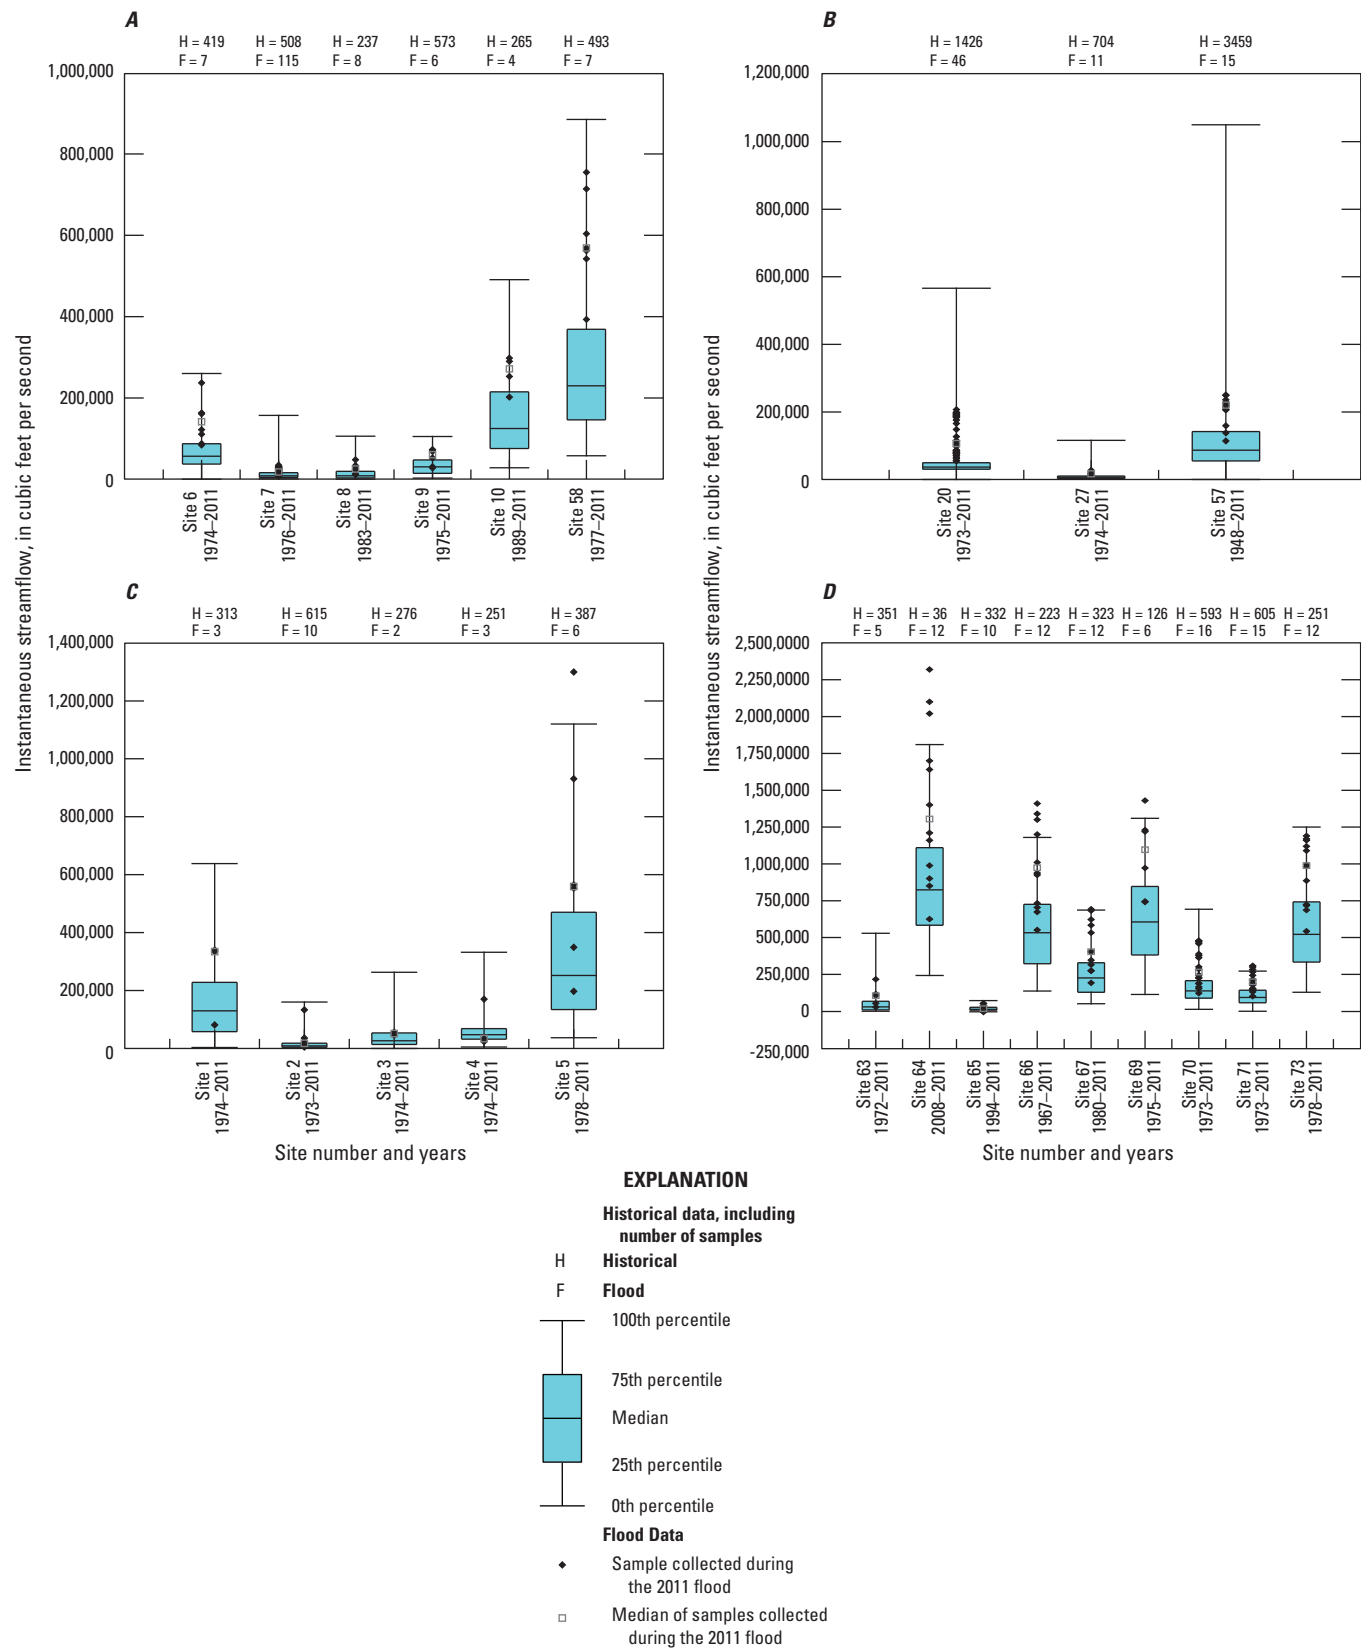 A
H = 419 H = 508 H = 237 H = 573 H = 265 H = 493
F = 7 F = 115 F = 8 F = 6 F = 4 F = 7
1,000,000
800,000
600,000
400,000
200,000
0
Site 6 1974–2011
Site 7 1976–2011
Site 8 1983–2011
Site 9 1975–2011
Site 10 1989–2011
Site 58 1977–2011
Instantaneous streamflow, in cubic feet per second
B
H = 1426 H = 704 H = 3459
F = 46 F = 11 F = 15
1,200,000
1,000,000
800,000
600,000
400,000
200,000
0
Site 20 1973–2011
Site 27 1974–2011
Site 57 1948–2011
Instantaneous streamflow, in cubic feet per second
C
H = 313 H = 615 H = 276 H = 251 H = 387
F = 3 F = 10 F = 2 F = 3 F = 6
1,400,000
1,200,000
1,000,000
800,000
600,000
400,000
200,000
0
Site 1 1974–2011
Site 2 1973–2011
Site 3 1974–2011
Site 4 1974–2011
Site 5 1978–2011
Site number and years
D
H = 351 H = 36 H = 332 H = 223 H = 323 H = 126 H = 593 H = 605 H = 251
F = 5 F = 12 F = 10 F = 12 F = 12 F = 6 F = 16 F = 15 F = 12
2,500,0000
2,250,0000
2,000,0000
1,750,0000
1,500,000
1,250,000
1,000,000
750,000
500,000
250,000
0
-250,000
Site 63 1972–2011
Site 64 2008–2011
Site 65 1994–2011
Site 66 1967–2011
Site 67 1980–2011
Site 69 1975–2011
Site 70 1973–2011
Site 71 1973–2011
Site 73 1978–2011
Site number and years
EXPLANATION
Historical data, including
number of samples
H Historical
F Flood
100th percentile
75th percentile
Median
25th percentile
0th percentile
Flood Data
Sample collected during
the 2011 flood
Median of samples collected
during the 2011 flood